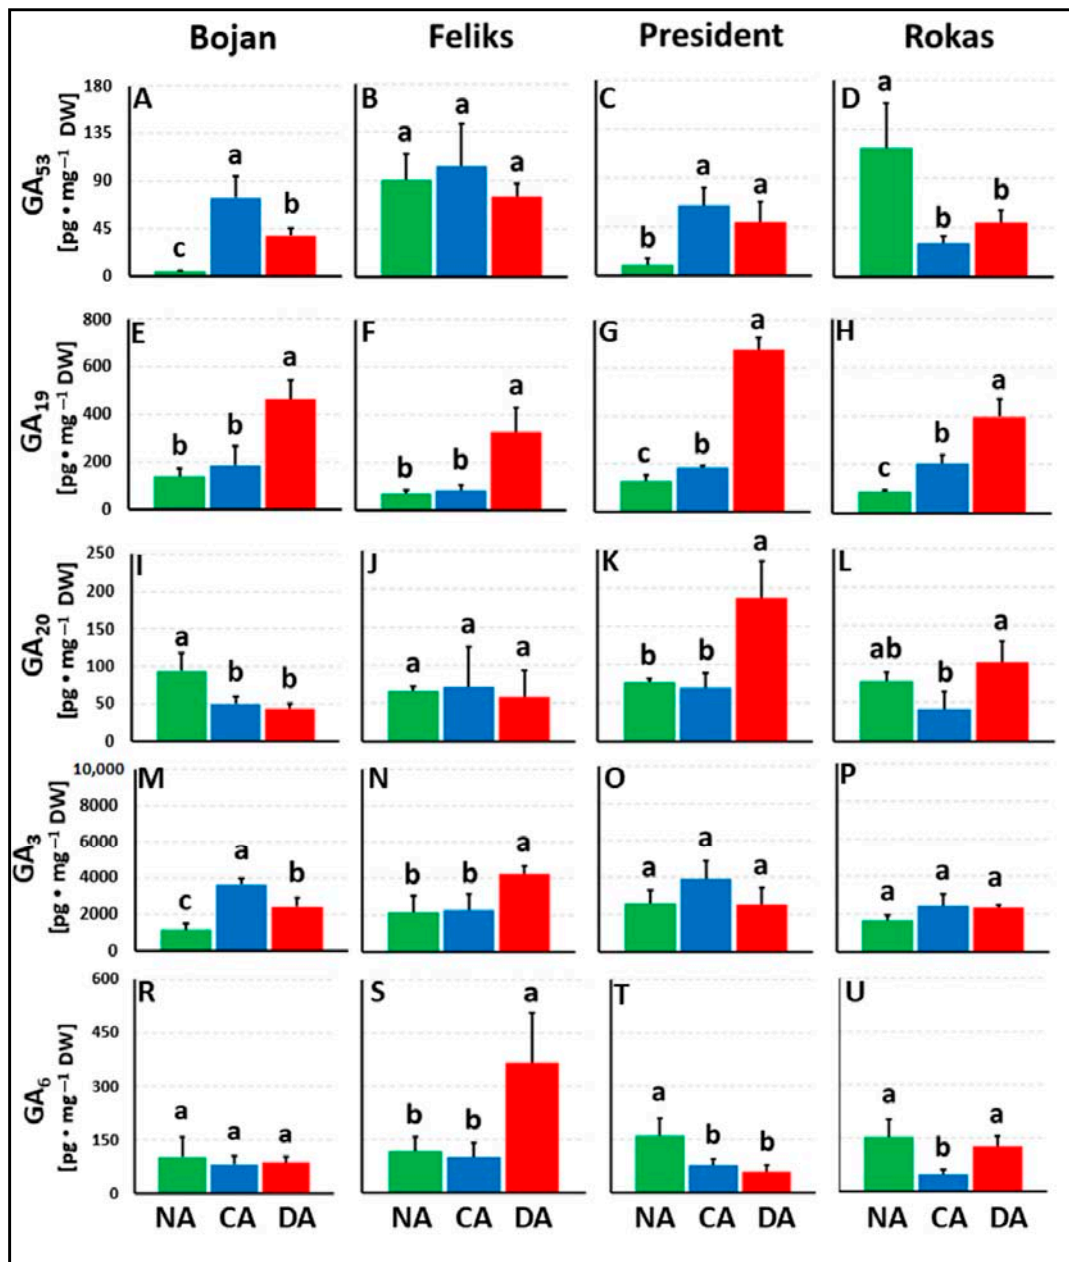 Bojan Feliks President Rokas
GA53
[pg • mg−1 DW]
180
135
90
45
0
A
c
a
b
B
a
a
a
C
b
a
a
D
a
b
b
GA19
[pg • mg−1 DW]
800
600
400
200
0
E
b
b
a
F
b
b
a
G
c
b
a
H
c
b
a
GA20
[pg • mg−1 DW]
250
200
150
100
50
0
I
a
b
b
J
a
a
a
K
b
b
a
L
ab
b
a
GA3
[pg • mg−1 DW]
10,000
8000
6000
4000
2000
0
M
c
a
b
N
b
b
a
O
a
a
a
P
a
a
a
GA6
[pg • mg−1 DW]
600
450
300
150
0
R
a
a
a
S
b
b
a
T
a
b
b
U
a
b
a
NA CA DA NA CA DA NA CA DA NA CA DA